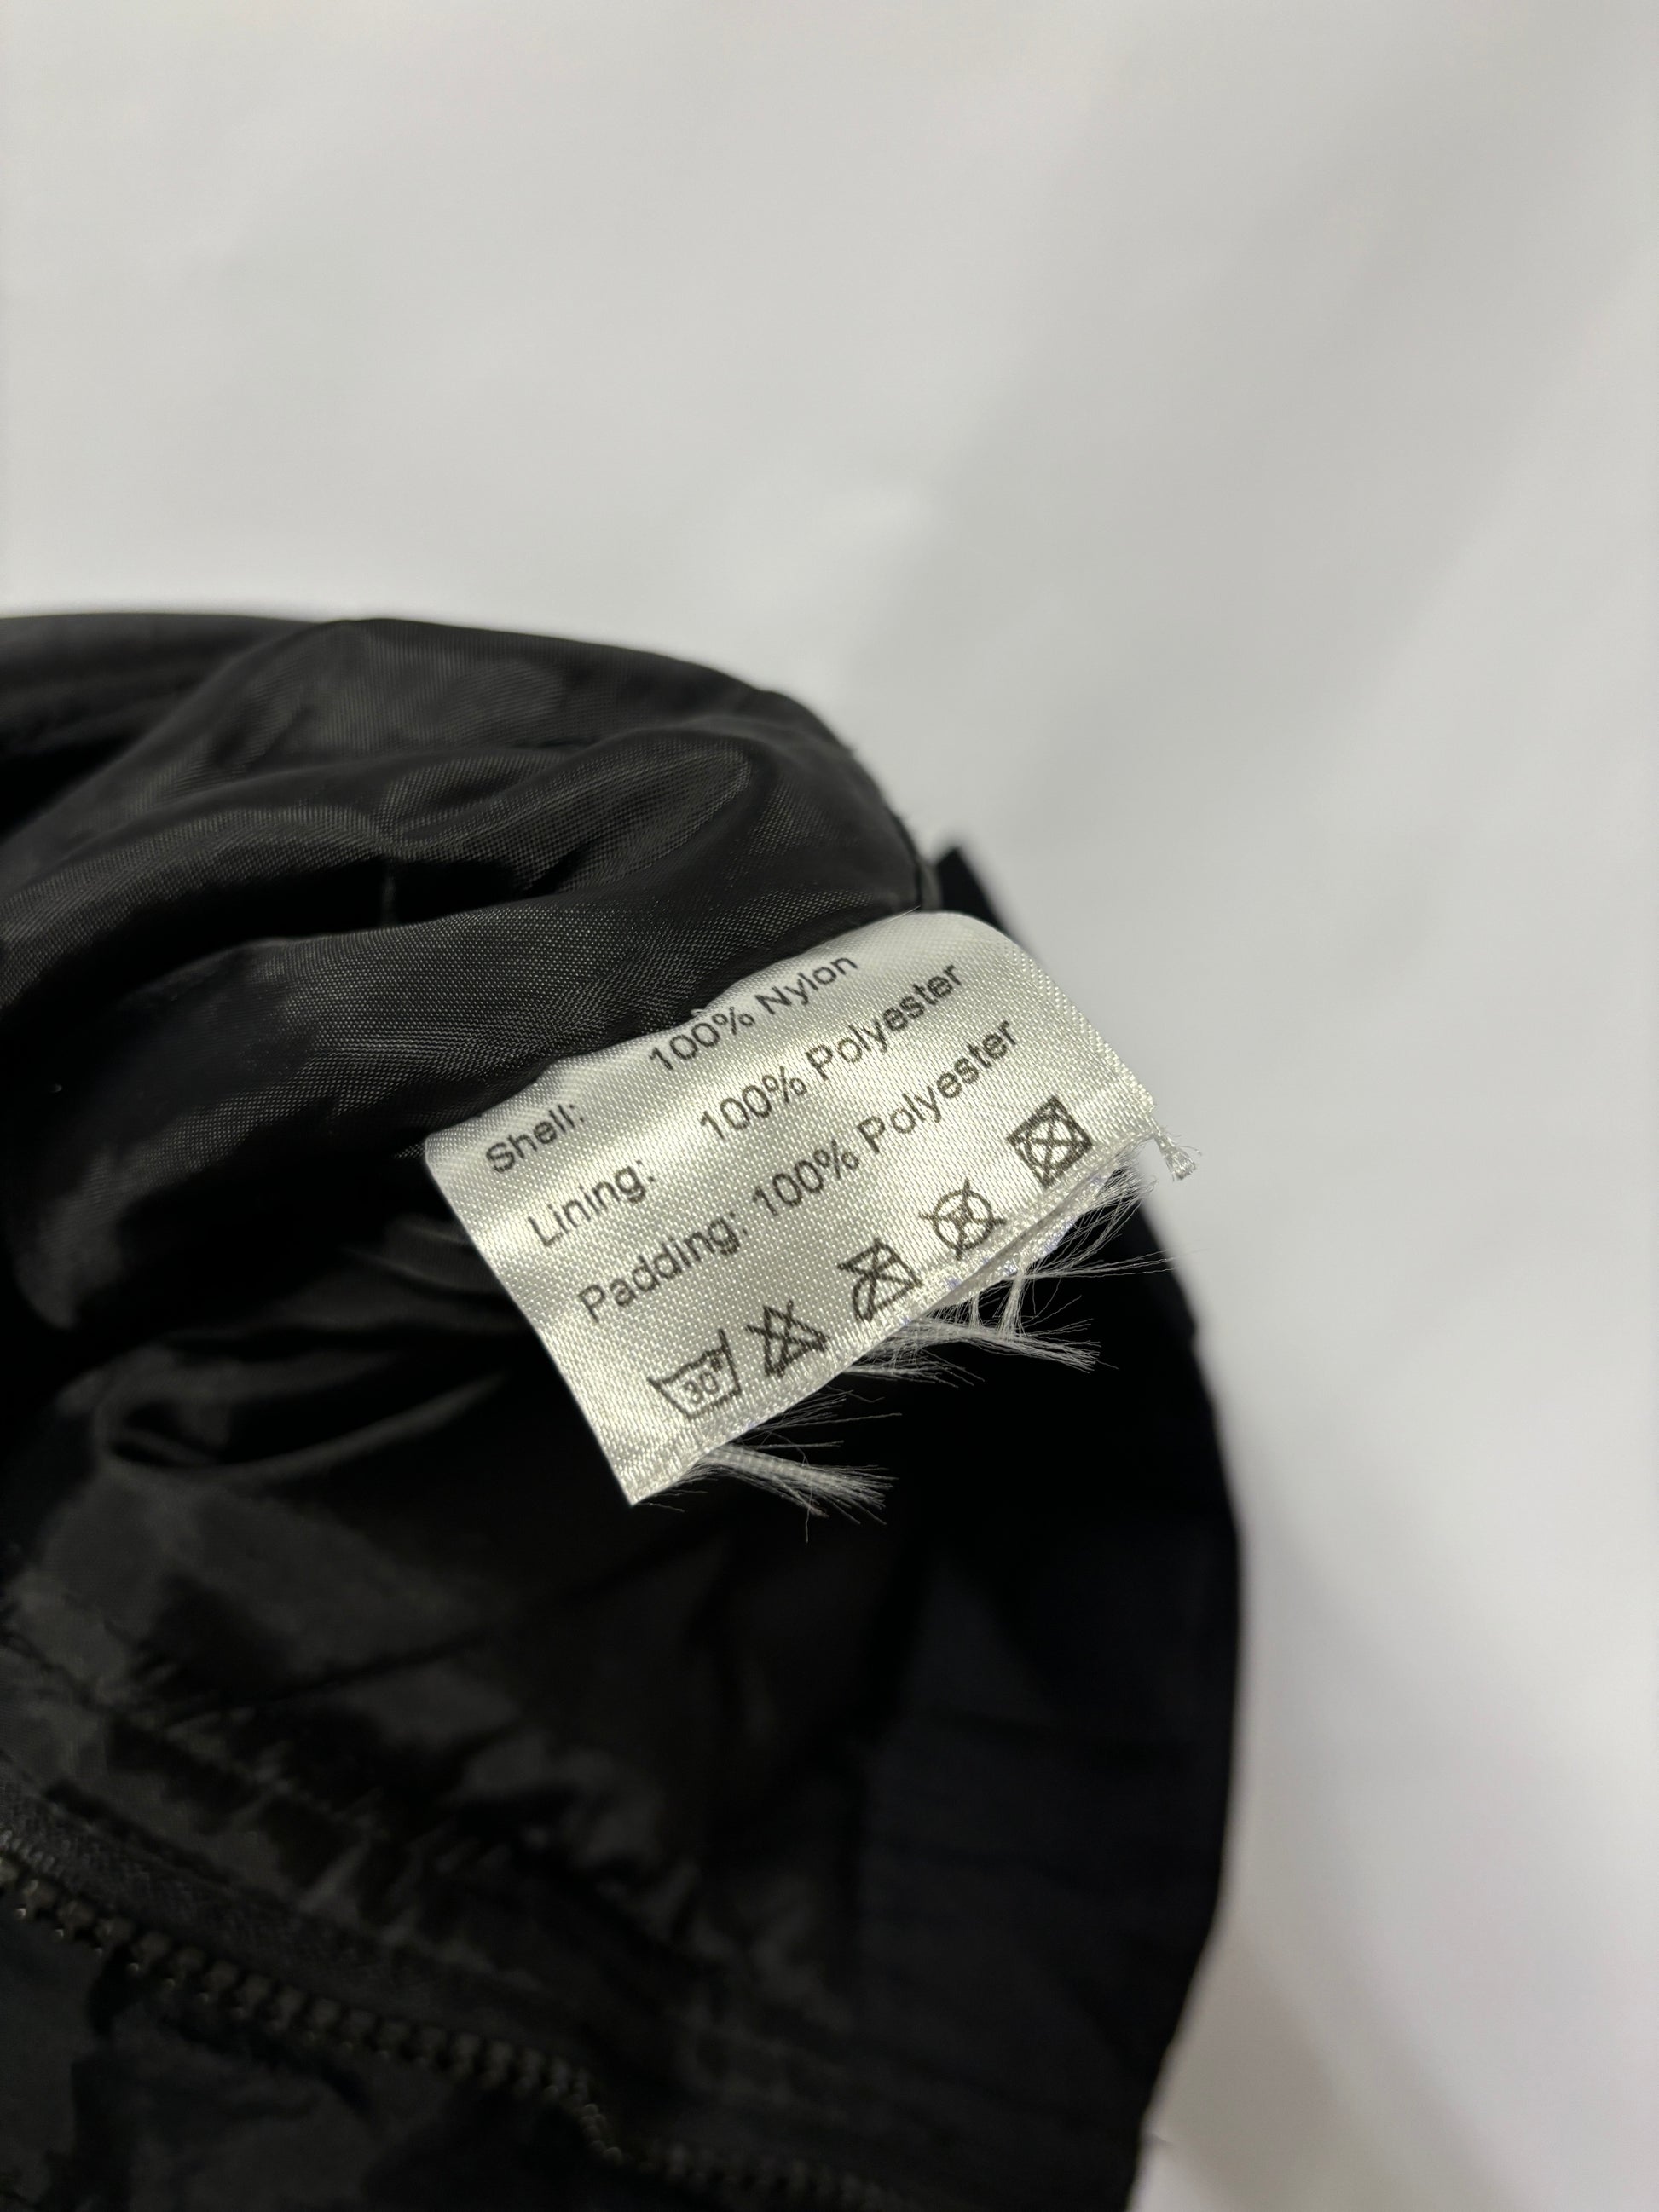 Shell: 100% Nylon
Lining: 100% Polyester
Padding: 100% Polyester
30°